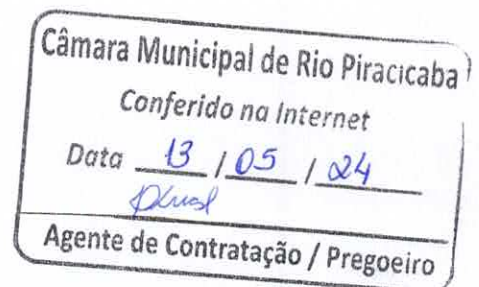 Câmara Municipal de Rio Piracicaba
Conferido na Internet
Data 13 / 05 / 24
Agente de Contratação / Pregoeiro